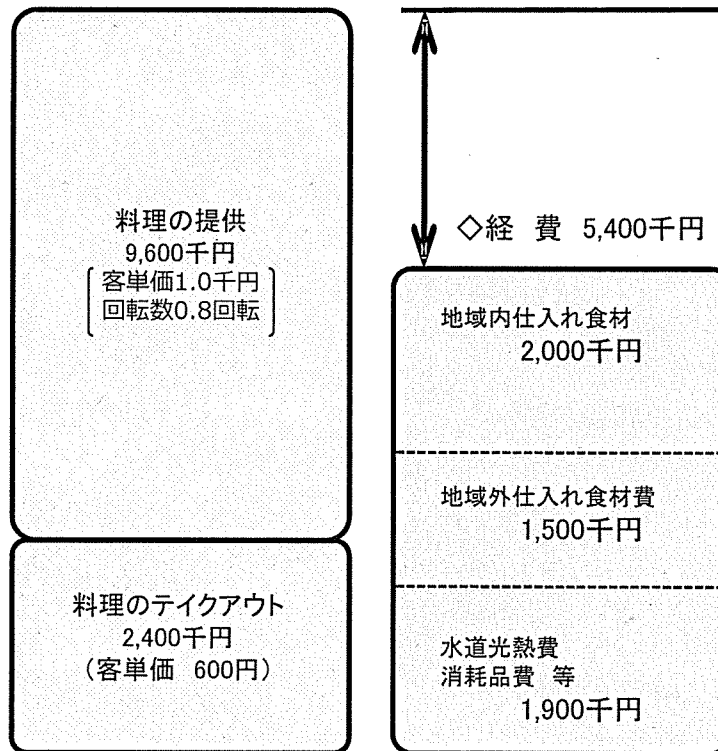 料理の提供
9,600千円
客単価1.0千円
回転数0.8回転
料理のテイクアウト
2,400千円
(客単価 600円)
◇経 費 5,400千円
地域内仕入れ食材
2,000千円
地域外仕入れ食材費
1,500千円
水道光熱費
消耗品費 等
1,900千円